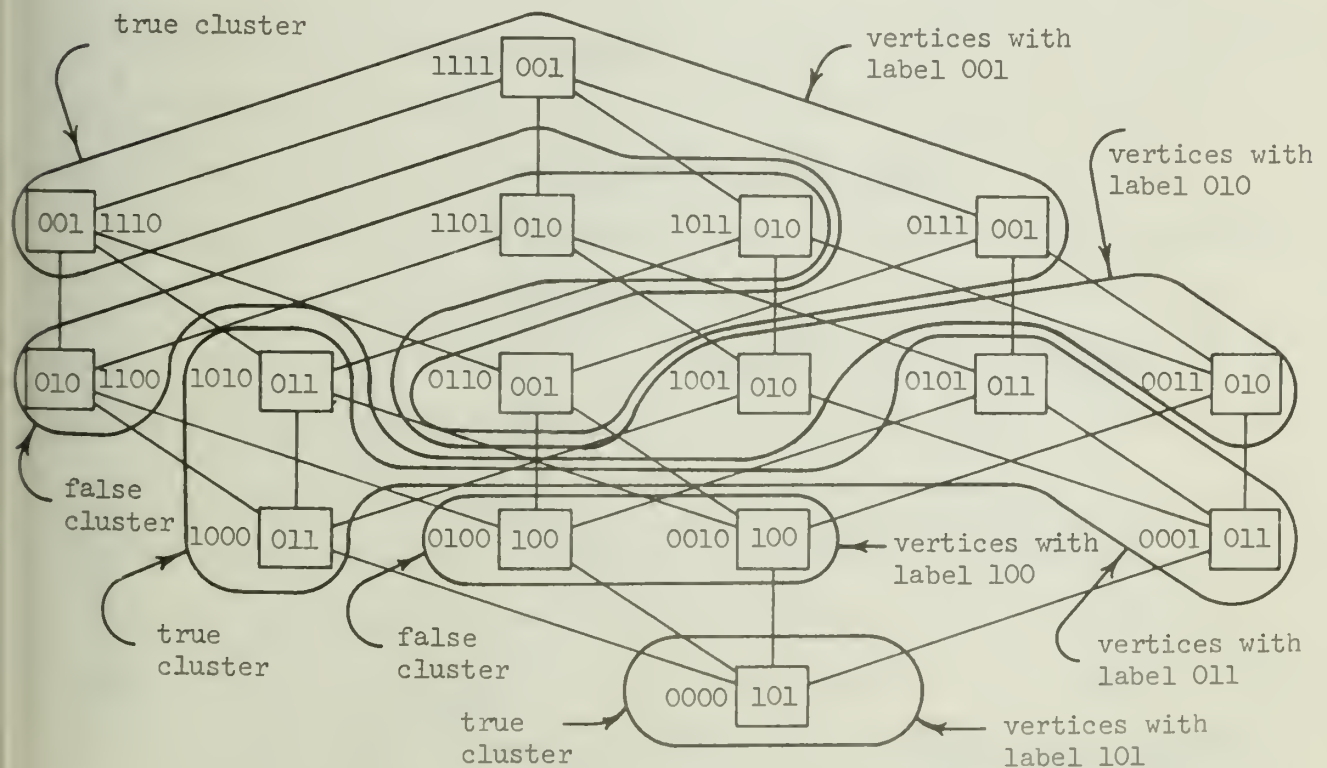 true cluster
vertices with
label 001
1111 001
vertices with
label 010
001 1110
1101 010
1011 010
0111 001
010 1100
1010 011
0110 001
1001 010
0101 011
0011 010
false
cluster
1000 011
0100 100
0010 100
vertices with
label 100
0001 011
true
cluster
false
cluster
vertices with
label 011
0000 101
true
cluster
vertices with
label 101